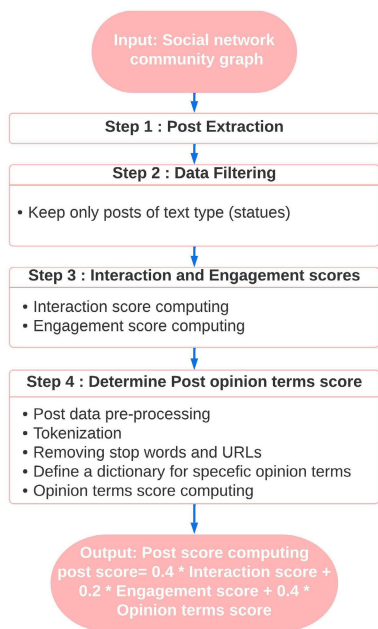 Input: Social network
community graph
Step 1 : Post Extraction
Step 2 : Data Filtering
• Keep only posts of text type (statues)
Step 3 : Interaction and Engagement scores
• Interaction score computing
• Engagement score computing
Step 4 : Determine Post opinion terms score
• Post data pre-processing
• Tokenization
• Removing stop words and URLs
• Define a dictionary for specefic opinion terms
• Opinion terms score computing
Output: Post score computing
post score= 0.4 * Interaction score +
0.2 * Engagement score + 0.4 *
Opinion terms score